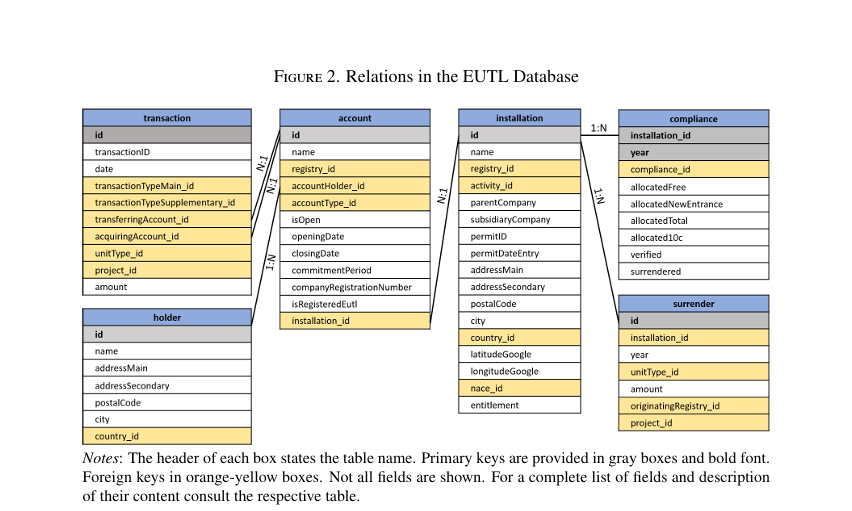 FIGURE 2. Relations in the EUTL Database
transaction
id
transactionID
date
transactionTypeMain_id
transactionTypeSupplementary_id
transferringAccount_id
acquiringAccount_id
unitType_id
project_id
amount
holder
id
name
addressMain
addressSecondary
postalCode
city
country_id
N:1
N:1
1:N
account
id
name
registry_id
accountHolder_id
accountType_id
isOpen
openingDate
closingDate
commitmentPeriod
companyRegistrationNumber
isRegisteredEutl
installation_id
N:1
installation
id
name
registry_id
activity_id
parentCompany
subsidiaryCompany
permitID
permitDateEntry
addressMain
addressSecondary
postalCode
city
country_id
latitudeGoogle
longitudeGoogle
nace_id
entitlement
1:N
1:N
compliance
installation_id
year
compliance_id
allocatedFree
allocatedNewEntrance
allocatedTotal
allocated10c
verified
surrendered
surrender
id
installation_id
year
unitType_id
amount
originatingRegistry_id
project_id
Notes: The header of each box states the table name. Primary keys are provided in gray boxes and bold font.
Foreign keys in orange-yellow boxes. Not all fields are shown. For a complete list of fields and description
of their content consult the respective table.